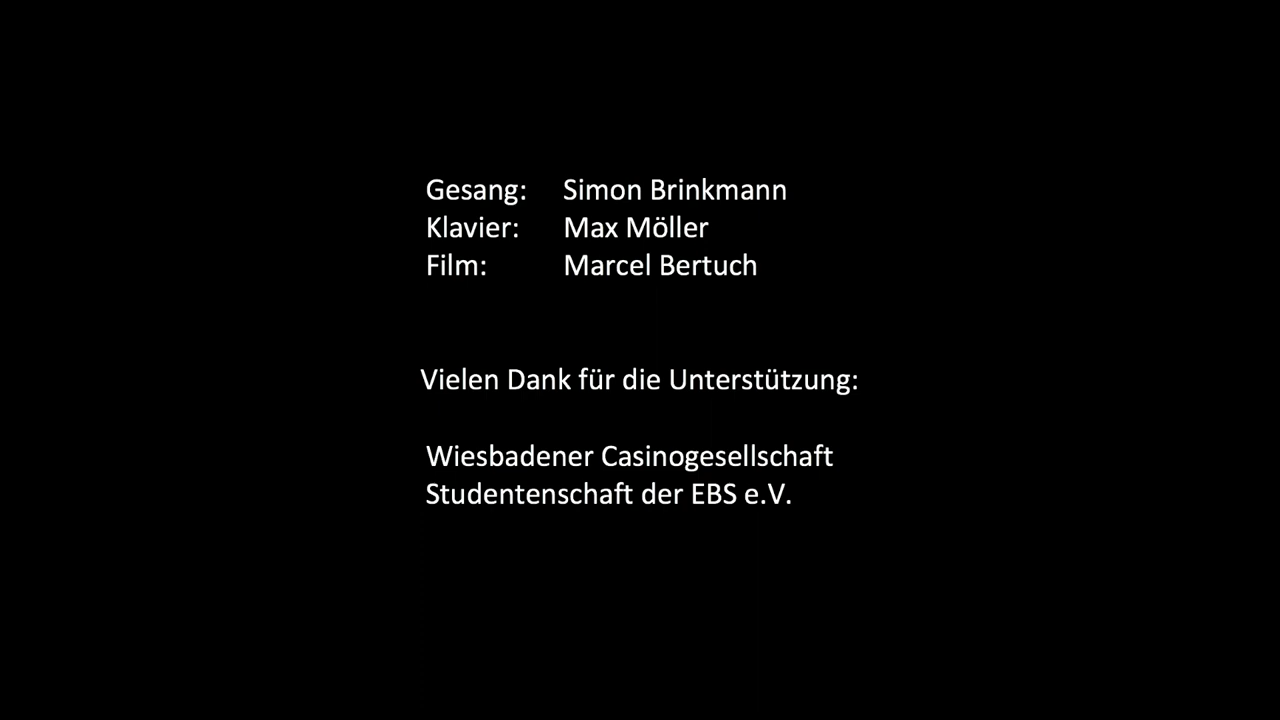 Gesang: Simon Brinkmann
Klavier: Max Möller
Film: Marcel Bertuch
Vielen Dank für die Unterstützung:
Wiesbadener Casinogesellschaft
Studentenschaft der EBS e.V.